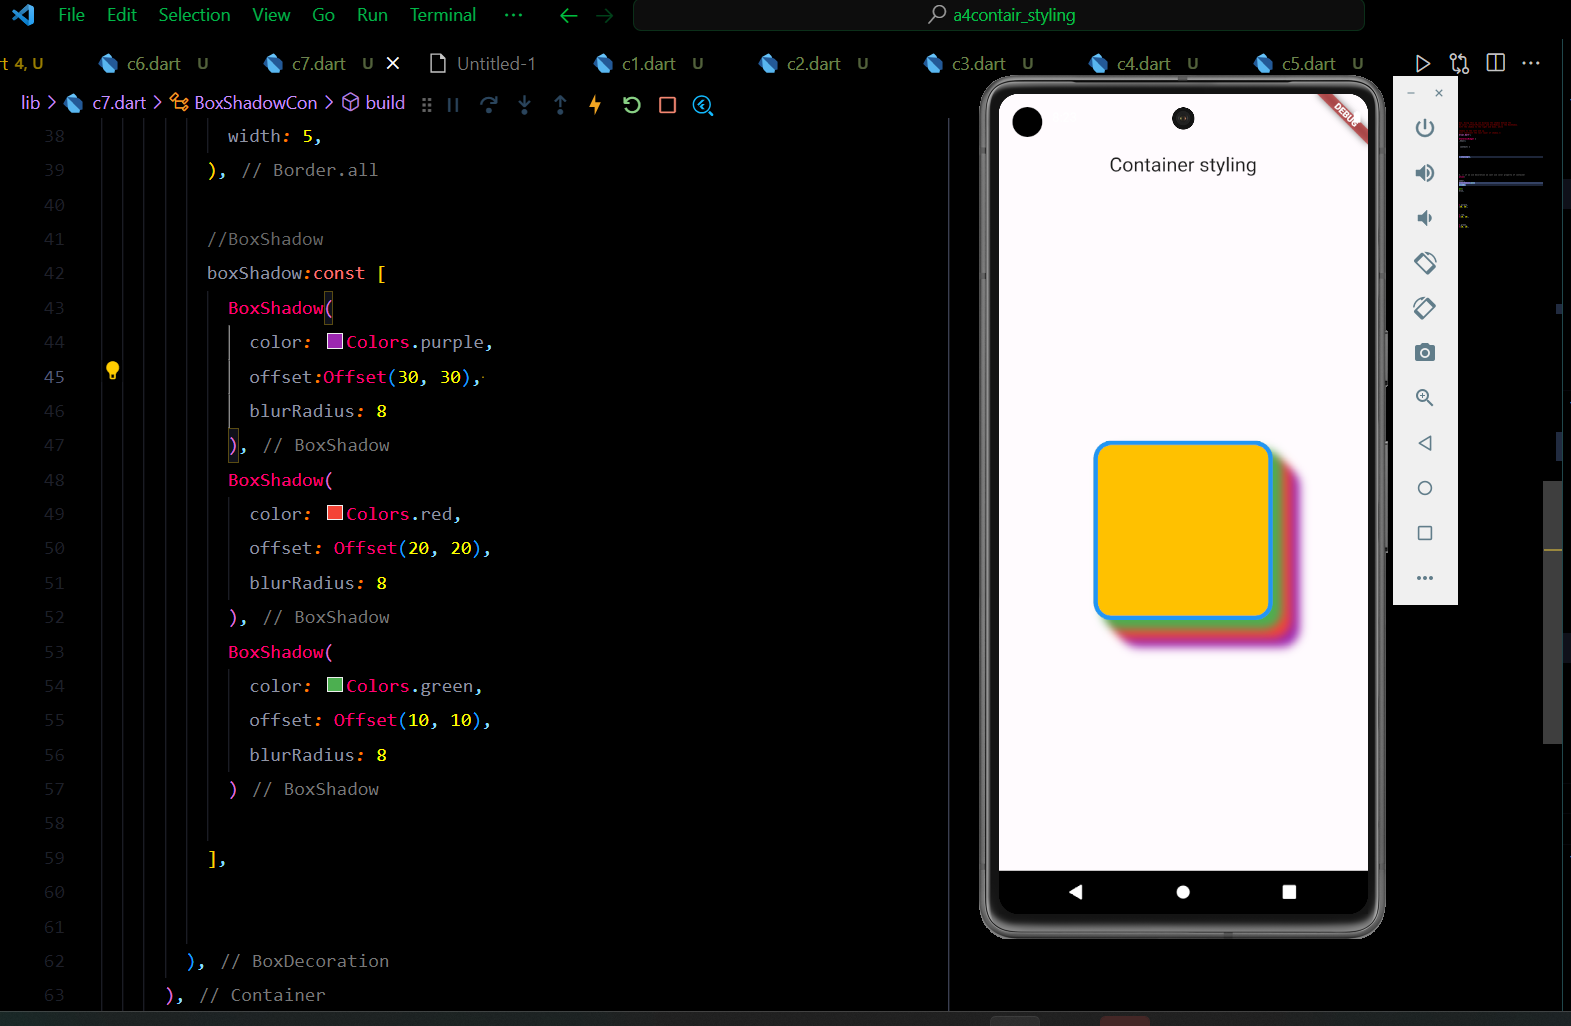 File Edit Selection View Go Run Terminal ···
a4contair_styling
rt 4, U c6.dart U c7.dart U Untitled-1 c1.dart U c2.dart U c3.dart U c4.dart U c5.dart U
lib > c7.dart > BoxShadowCon > build
38 width: 5,
39 ), // Border.all
40
41 //BoxShadow
42 boxShadow:const [
43 BoxShadow(
44 color: Colors.purple,
45 offset:Offset(30, 30),
46 blurRadius: 8
47 ), // BoxShadow
48 BoxShadow(
49 color: Colors.red,
50 offset: Offset(20, 20),
51 blurRadius: 8
52 ), // BoxShadow
53 BoxShadow(
54 color: Colors.green,
55 offset: Offset(10, 10),
56 blurRadius: 8
57 ) // BoxShadow
58
59 ],
60
61
62 ), // BoxDecoration
63 ), // Container
DEBUG
Container styling